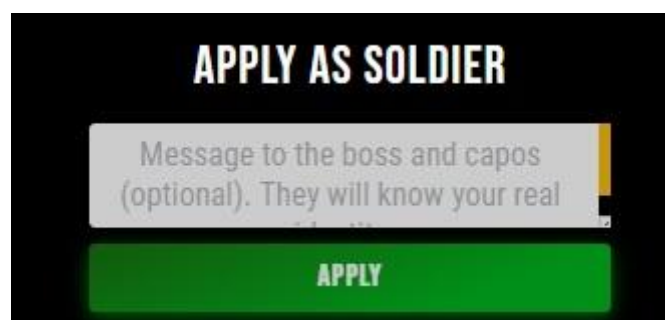 APPLY AS SOLDIER
Message to the boss and capos
(optional). They will know your real
APPLY